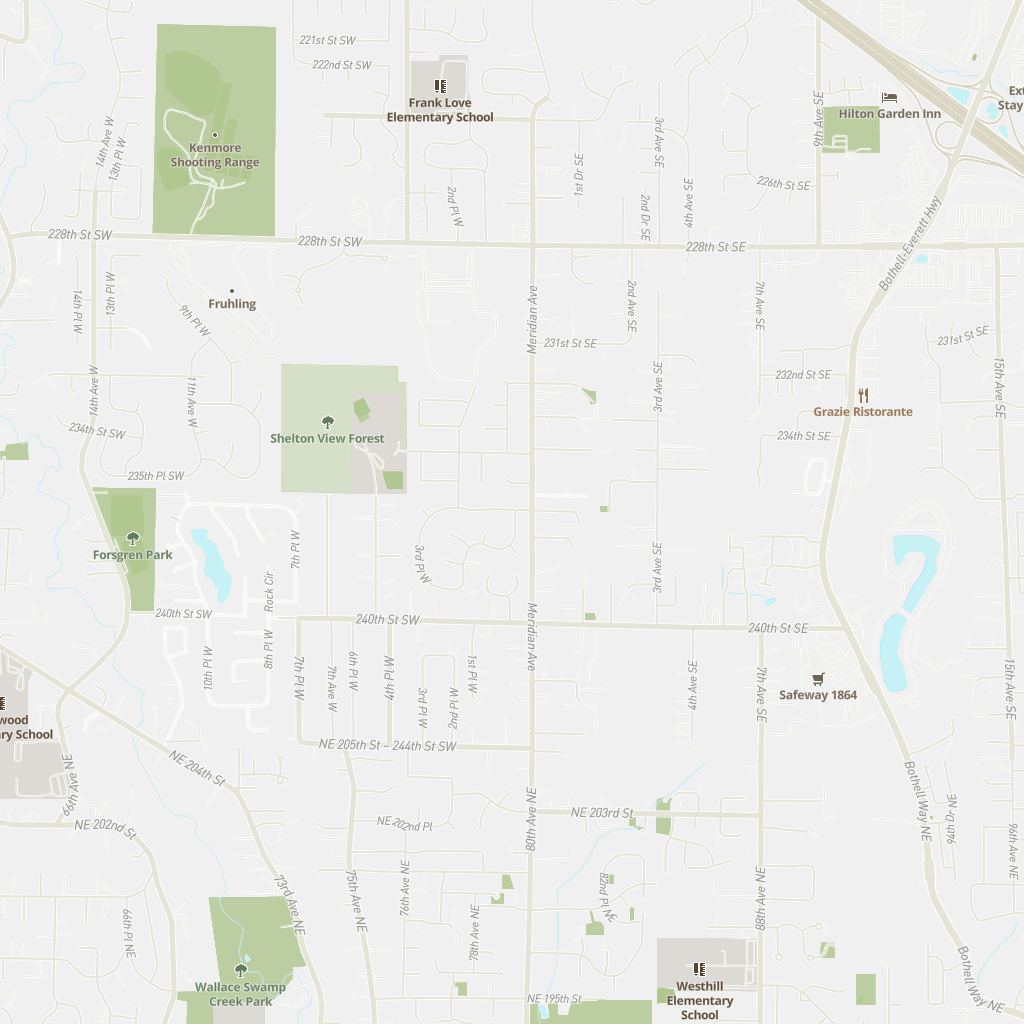 221st St SW
222nd St SW
Frank Love
Elementary School
Hilton Garden Inn
Ext
Stay
9th Ave SE
14th Ave W
13th Pl W
Kenmore
Shooting Range
3rd Ave SE
1st Dr SE
226th St SE
2nd Pl W
2nd Dr SE
4th Ave SE
Bothell-Everett Hwy
228th St SW
228th St SW
228th St SE
14th Pl W
13th Pl W
Fruhling
9th Pl W
Meridian Ave
2nd Ave SE
7th Ave SE
231st St SE
231st St SE
232nd St SE
15th Ave SE
3rd Ave SE
14th Ave W
11th Ave W
Grazie Ristorante
234th St SW
Shelton View Forest
234th St SE
235th Pl SW
Forsgren Park
7th Pl W
3rd Pl W
3rd Ave SE
Rock Cir
240th St SW
240th St SW
Meridian Ave
240th St SE
8th Pl W
10th Pl W
7th Pl W
7th Ave W
6th Pl W
4th Pl W
3rd Pl W
2nd Pl W
1st Pl W
4th Ave SE
7th Ave SE
15th Ave SE
Safeway 1864
wood
ary School
NE 205th St – 244th St SW
NE 204th St
66th Ave NE
80th Ave NE
NE 203rd St
Bothell Way NE
94th Dr NE
96th Ave NE
NE 202nd St
NE 202nd Pl
73rd Ave NE
75th Ave NE
76th Ave NE
82nd Pl NE
88th Ave NE
66th Pl NE
78th Ave NE
Wallace Swamp
Creek Park
NE 195th St
Westhill
Elementary
School
Bothell Way NE